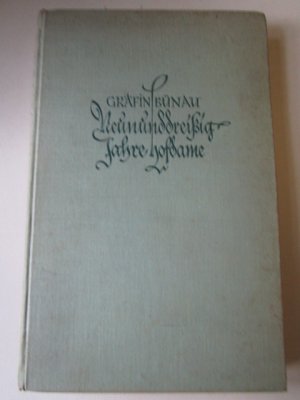 GRÄFIN BÜNAU
Neununddreißig
Jahre Hofdame